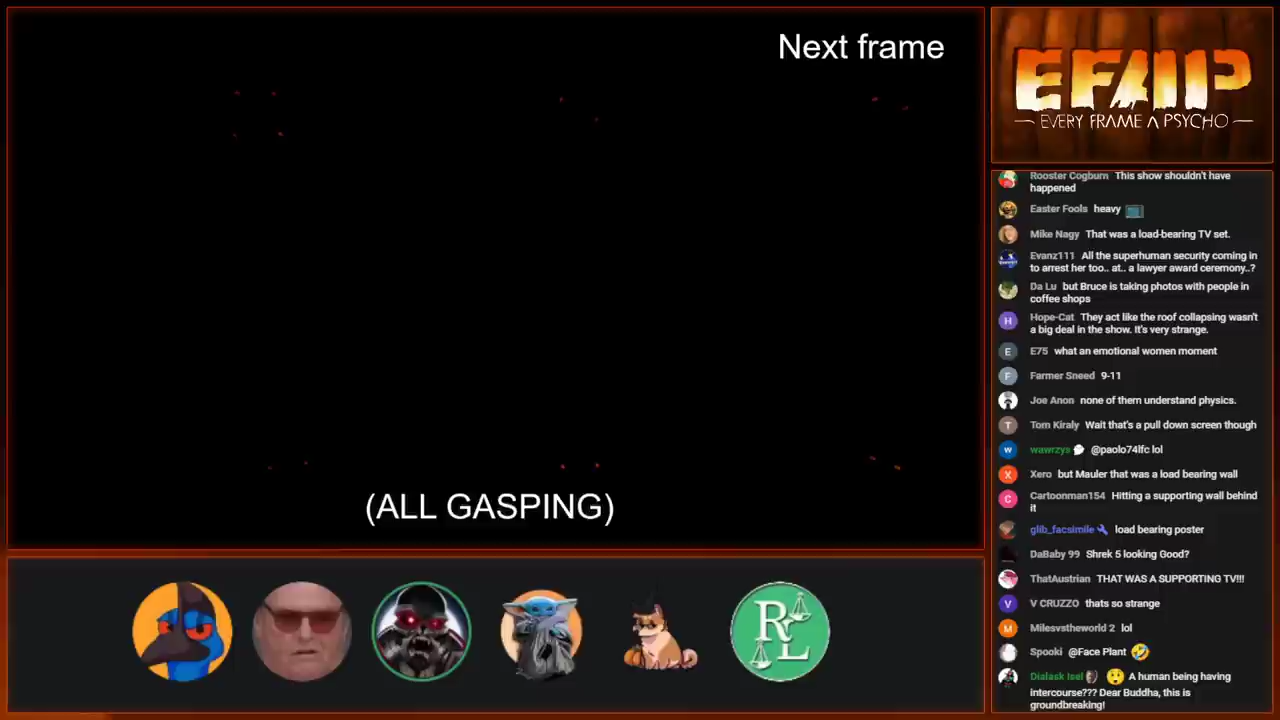 Next frame
(ALL GASPING)
EFAP
EVERY FRAME A PSYCHO
Rooster Cogburn This show shouldn't have
happened
Easter Fools heavy
Mike Nagy That was a load-bearing TV set.
Evanz111 All the superhuman security coming in
to arrest her too.. at.. a lawyer award ceremony..?
Da Lu but Bruce is taking photos with people in
coffee shops
H
Hope-Cat They act like the roof collapsing wasn't
a big deal in the show. It's very strange.
E
E75 what an emotional women moment
F
Farmer Sneed 9-11
Joe Anon none of them understand physics.
T
Tom Kiraly Wait that's a pull down screen though
w
wawrzys @paolo74lfc lol
X
Xero but Mauler that was a load bearing wall
C
Cartoonman154 Hitting a supporting wall behind
it
glib_facsimile load bearing poster
DaBaby 99 Shrek 5 looking Good?
ThatAustrian THAT WAS A SUPPORTING TV!!!
V
V CRUZZO thats so strange
M
Milesvstheworld 2 lol
Spooki @Face Plant
Dialask Isel A human being having
intercourse??? Dear Buddha, this is
groundbreaking!
RL